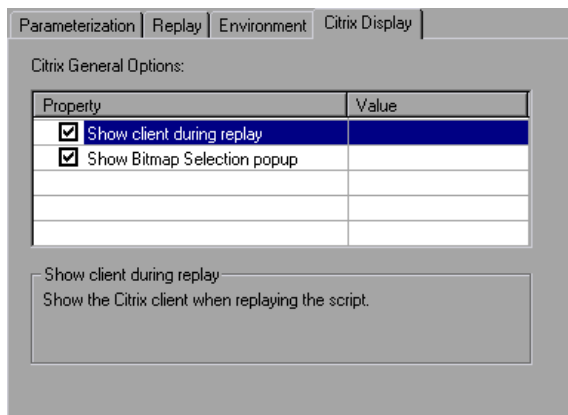 Parameterization Replay Environment Citrix Display
Citrix General Options:
Property Value
Show client during replay
Show Bitmap Selection popup
Show client during replay
Show the Citrix client when replaying the script.